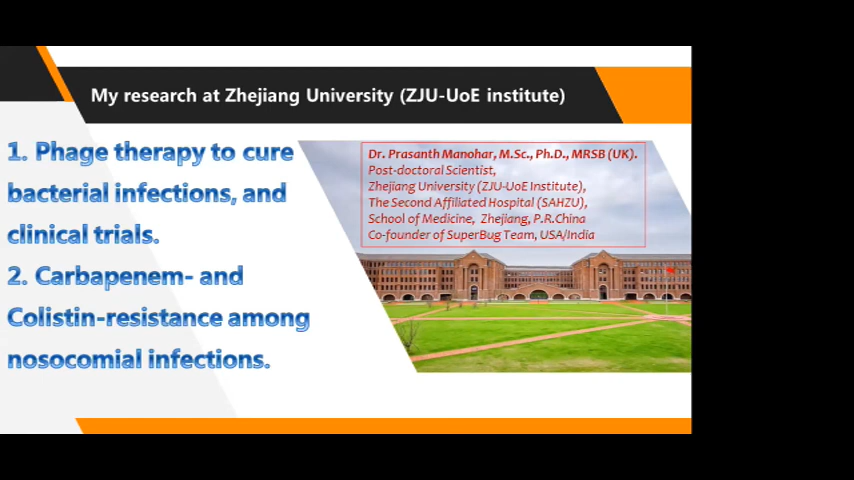 My research at Zhejiang University (ZJU-UoE institute)
1. Phage therapy to cure
bacterial infections, and
clinical trials.
2. Carbapenem- and
Colistin-resistance among
nosocomial infections.
Dr. Prasanth Manohar, M.Sc., Ph.D., MRSB (UK).
Post-doctoral Scientist,
Zhejiang University (ZJU-UoE Institute),
The Second Affiliated Hospital (SAHZU),
School of Medicine, Zhejiang, P.R.China
Co-founder of SuperBug Team, USA/India